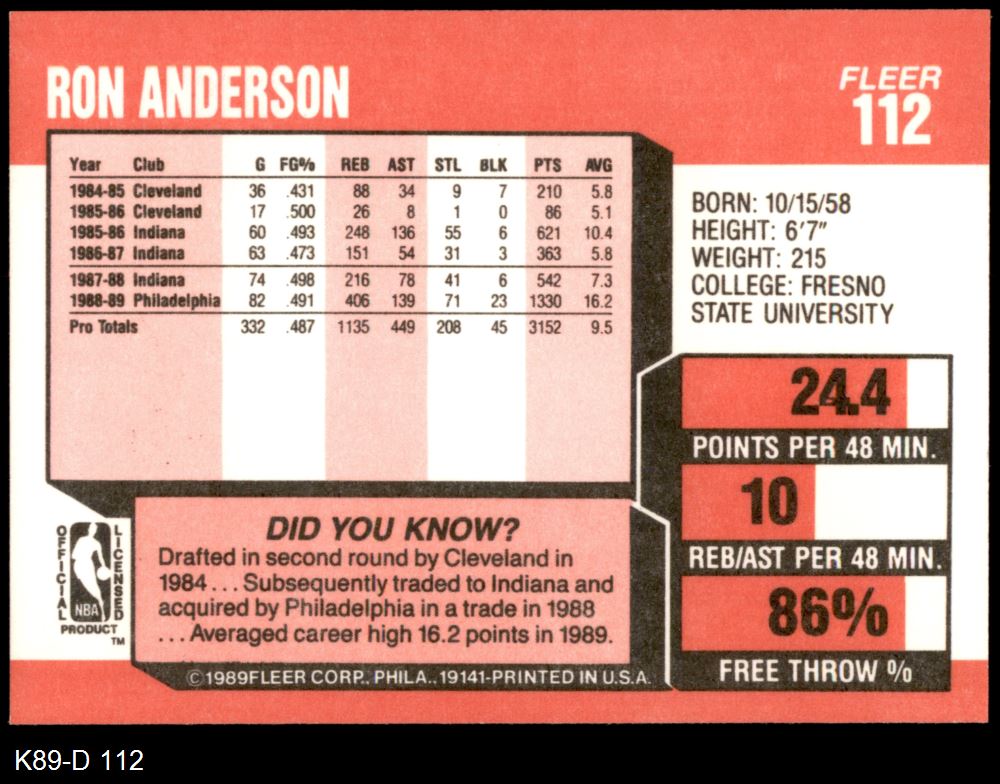 RON ANDERSON
FLEER
112
Year Club G FG% REB AST STL BLK PTS AVG
1984-85 Cleveland 36 .431 88 34 9 7 210 5.8
1985-86 Cleveland 17 .500 26 8 1 0 86 5.1
1985-86 Indiana 60 .493 248 136 55 6 621 10.4
1986-87 Indiana 63 .473 151 54 31 3 363 5.8
1987-88 Indiana 74 .498 216 78 41 6 542 7.3
1988-89 Philadelphia 82 .491 406 139 71 23 1330 16.2
Pro Totals 332 .487 1135 449 208 45 3152 9.5
BORN: 10/15/58
HEIGHT: 6'7"
WEIGHT: 215
COLLEGE: FRESNO
STATE UNIVERSITY
24.4
POINTS PER 48 MIN.
10
REB/AST PER 48 MIN.
86%
FREE THROW %
OFFICIAL
LICENSED
NBA
PRODUCT
TM
DID YOU KNOW?
Drafted in second round by Cleveland in
1984... Subsequently traded to Indiana and
acquired by Philadelphia in a trade in 1988
...Averaged career high 16.2 points in 1989.
©1989FLEER CORP., PHILA., 19141-PRINTED IN U.S.A.
K89-D 112